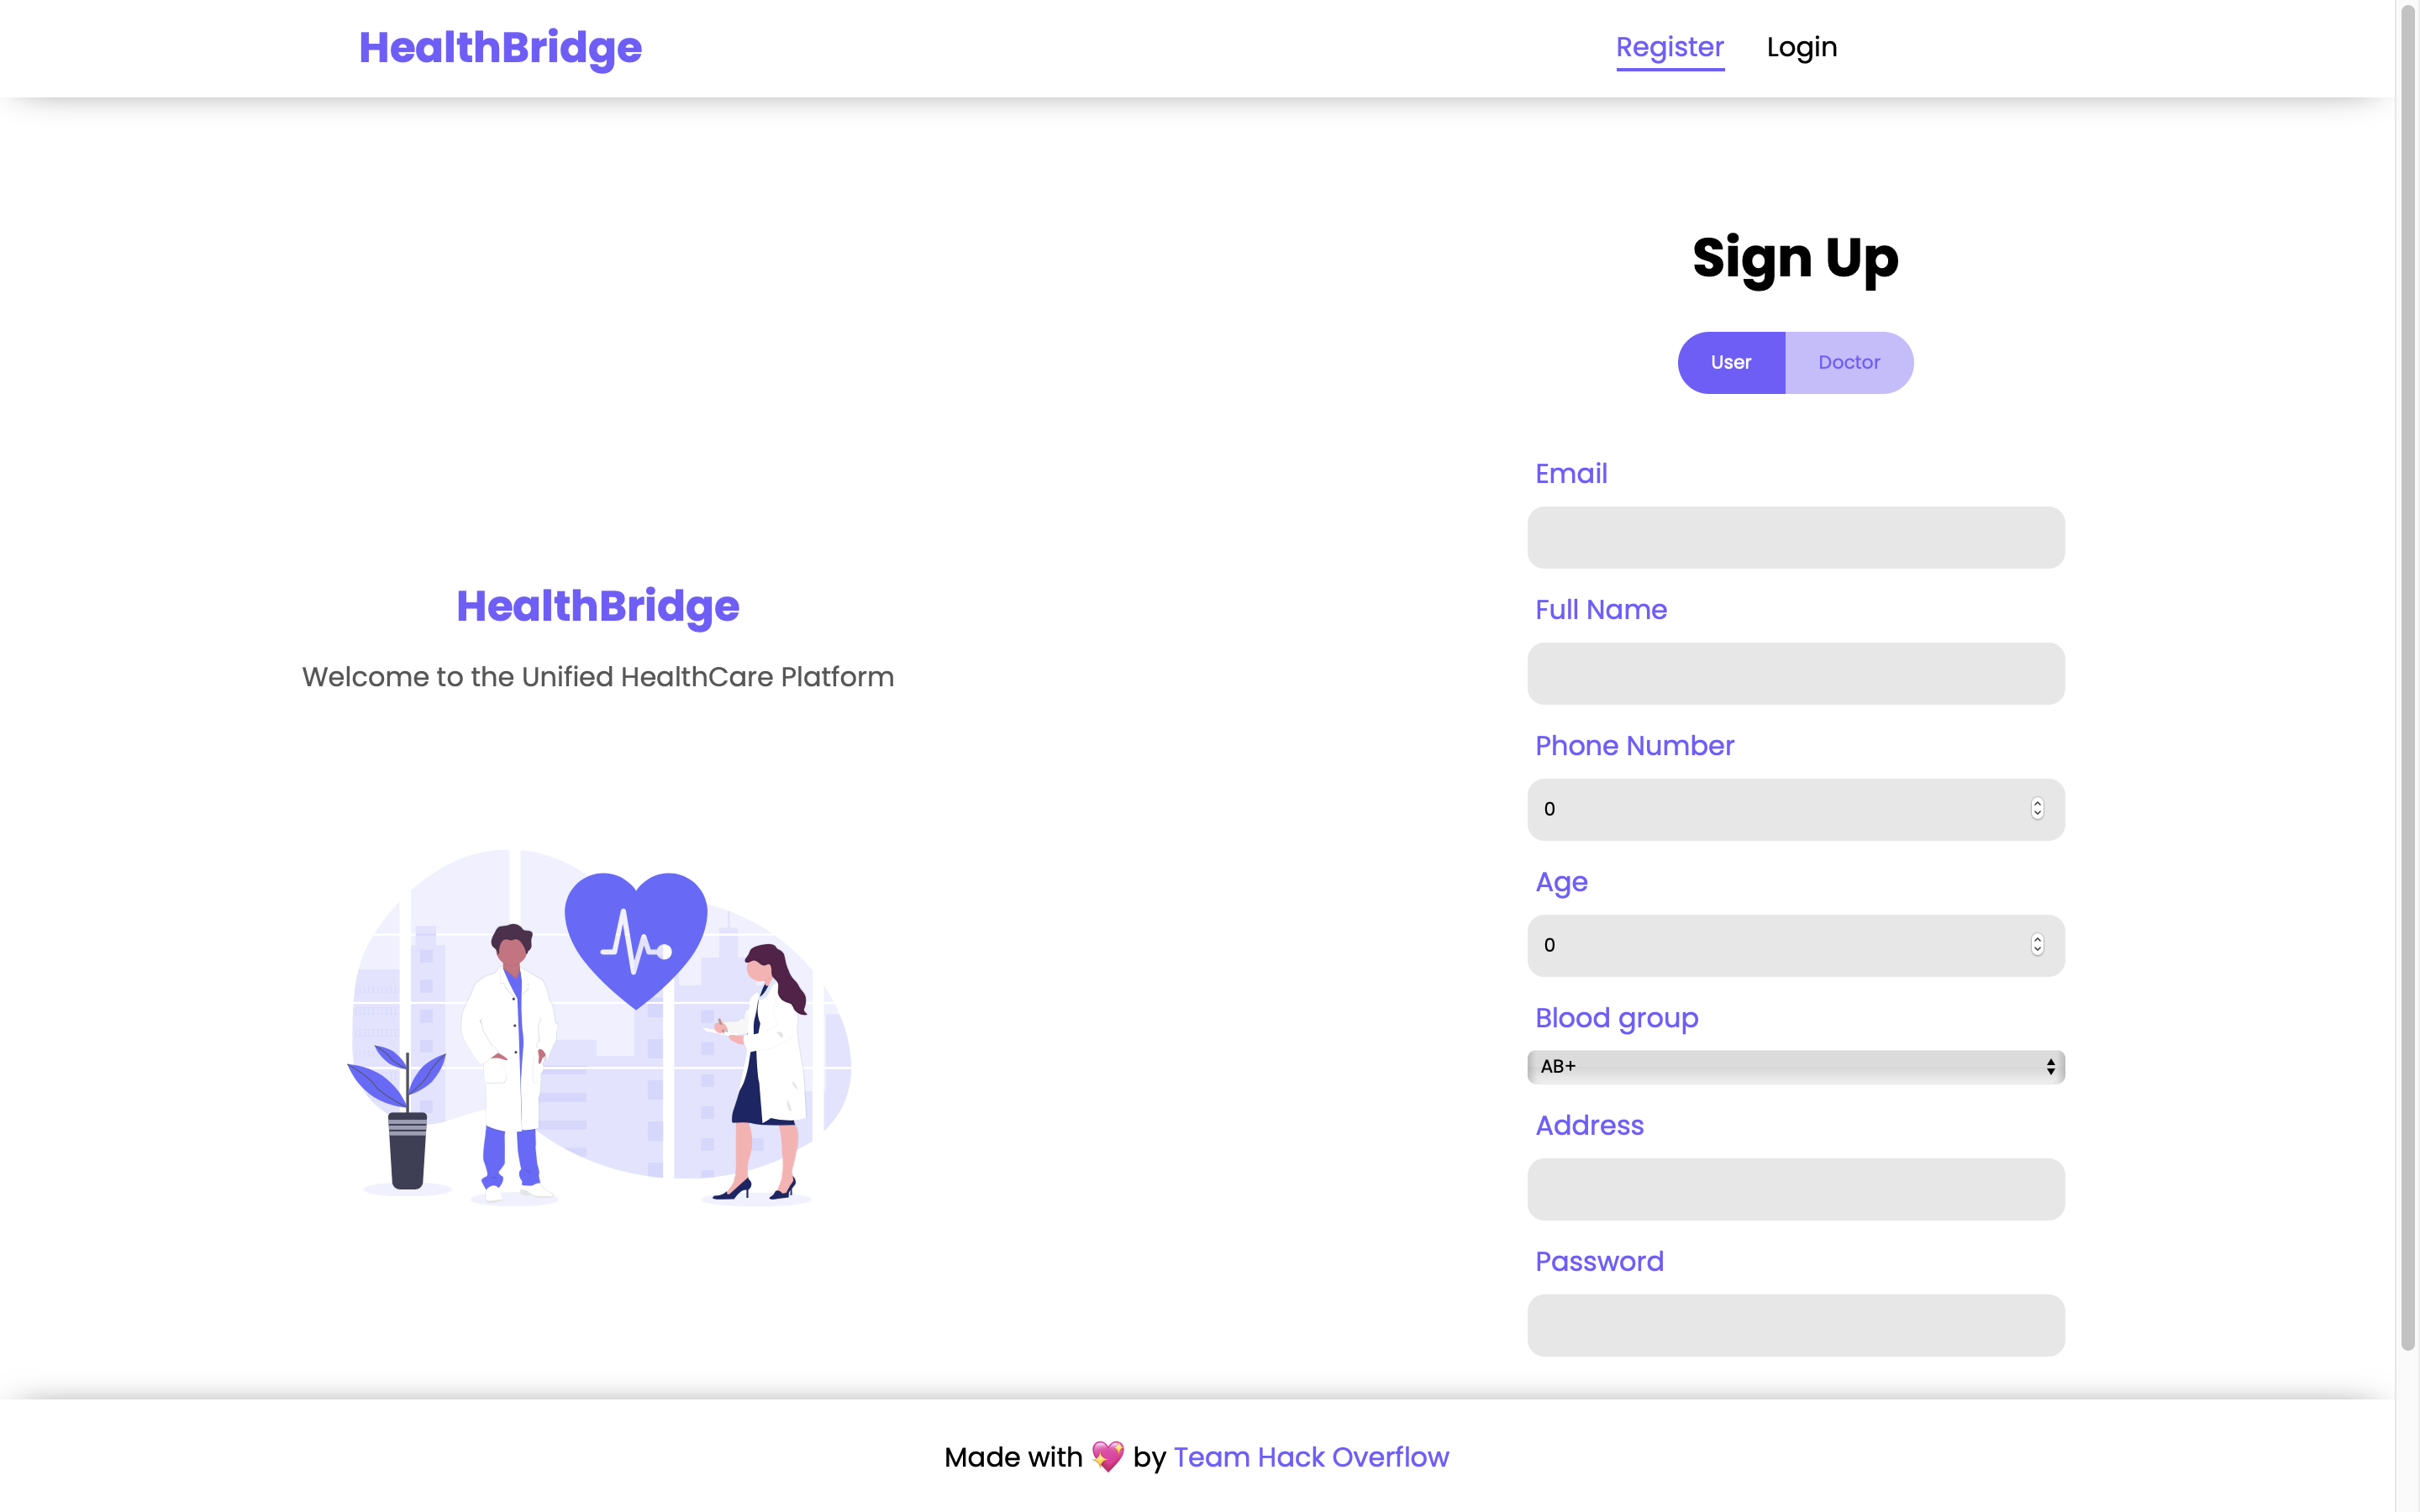 HealthBridge
Register Login
Sign Up
User Doctor
Email
Full Name
HealthBridge
Welcome to the Unified HealthCare Platform
Phone Number
0
Age
0
Blood group
AB+
Address
Password
Made with 💖 by Team Hack Overflow